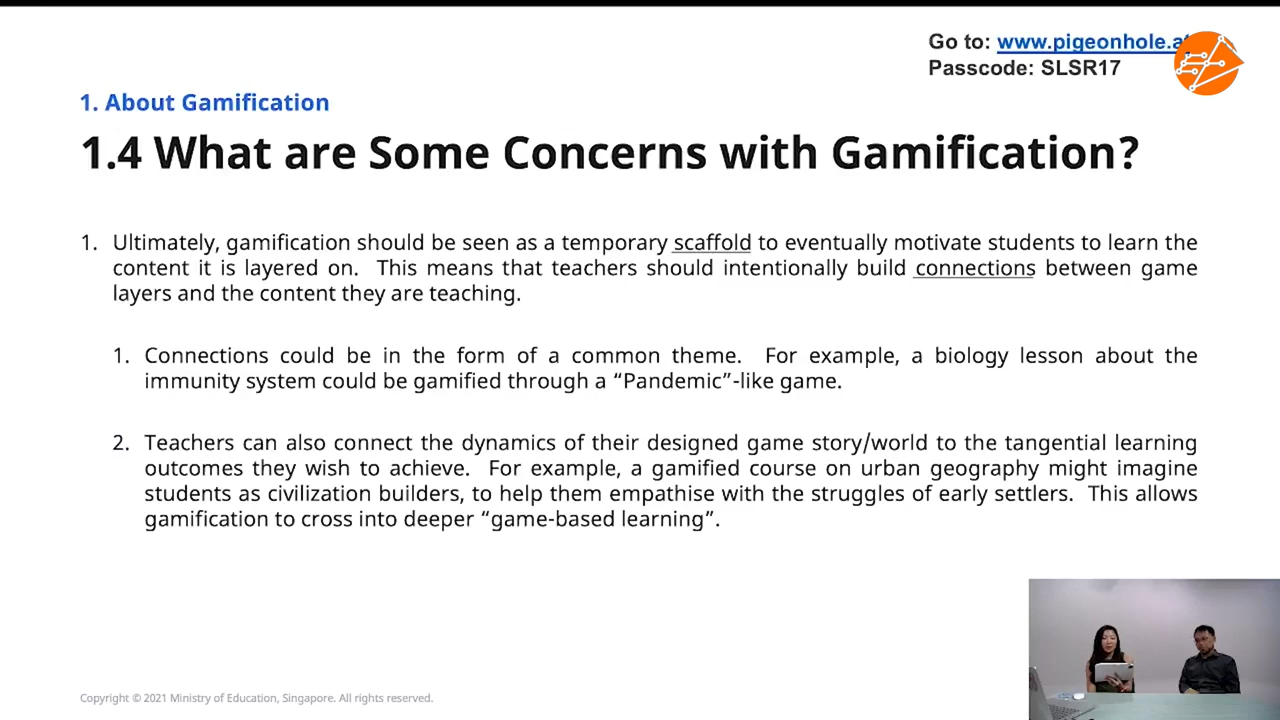 Go to: www.pigeonhole.at
Passcode: SLSR17
1. About Gamification
1.4 What are Some Concerns with Gamification?
1. Ultimately, gamification should be seen as a temporary scaffold to eventually motivate students to learn the
content it is layered on. This means that teachers should intentionally build connections between game
layers and the content they are teaching.
1. Connections could be in the form of a common theme. For example, a biology lesson about the
immunity system could be gamified through a “Pandemic”-like game.
2. Teachers can also connect the dynamics of their designed game story/world to the tangential learning
outcomes they wish to achieve. For example, a gamified course on urban geography might imagine
students as civilization builders, to help them empathise with the struggles of early settlers. This allows
gamification to cross into deeper “game-based learning”.
Copyright © 2021 Ministry of Education, Singapore. All rights reserved.